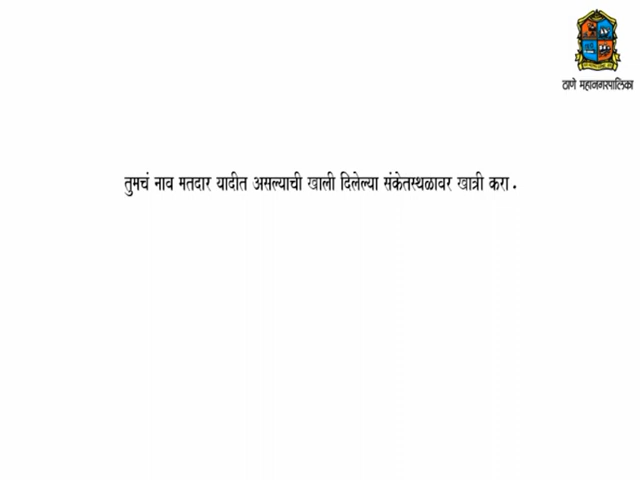 ठाणे महानगरपालिका
तुमचं नाव मतदार यादीत असल्याची खाली दिलेल्या संकेतस्थळावर खात्री करा.